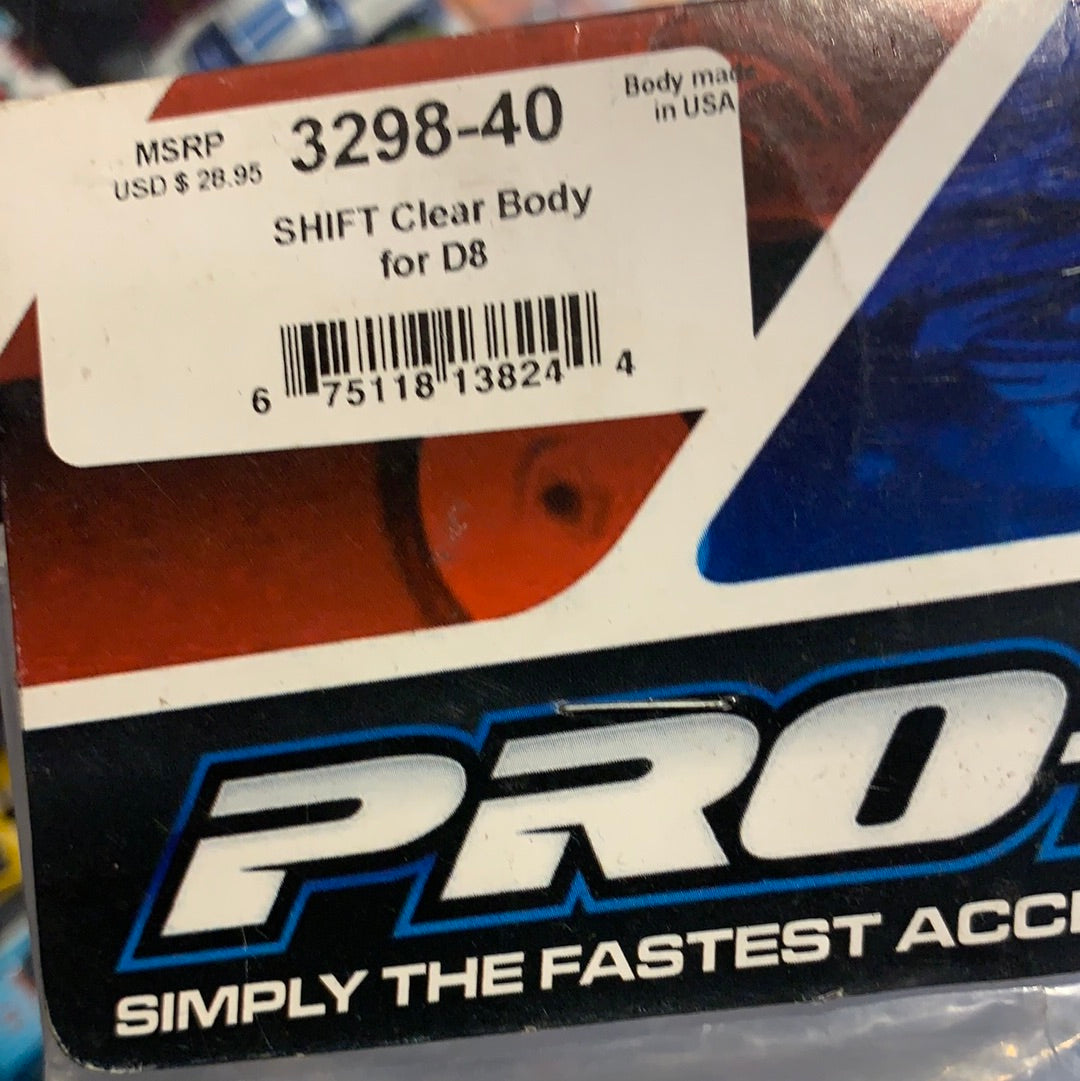 MSRP
USD $ 28.95
3298-40
Body made
in USA
SHIFT Clear Body
for D8
6 75118 13824 4
PRO-
SIMPLY THE FASTEST ACC